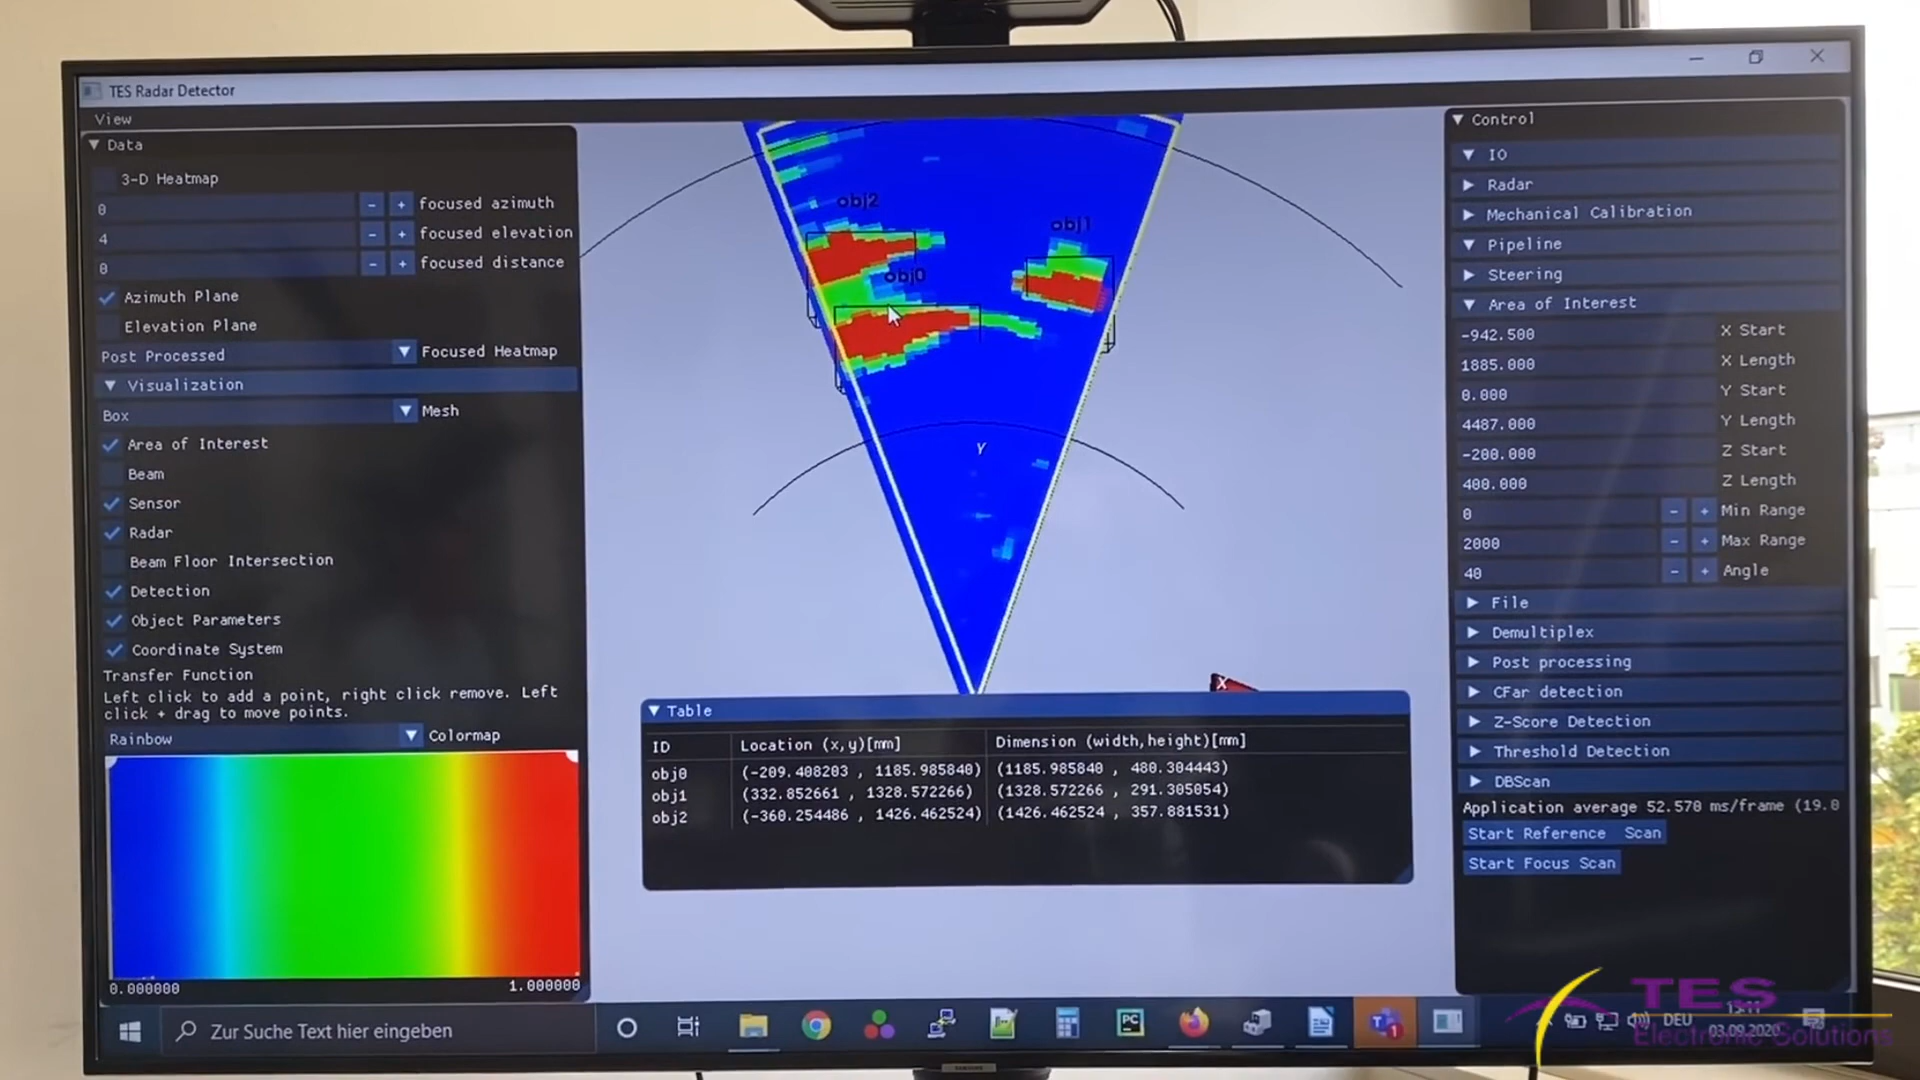 TES Radar Detector
View
Data
3-D Heatmap
0 - + focused azimuth
4 - + focused elevation
0 - + focused distance
Azimuth Plane
Elevation Plane
Post Processed Focused Heatmap
Visualization
Box Mesh
Area of Interest
Beam
Sensor
Radar
Beam Floor Intersection
Detection
Object Parameters
Coordinate System
Transfer Function
Left click to add a point, right click remove. Left
click + drag to move points.
Rainbow Colormap
0.000000 1.000000
obj2
obj1
obj0
Y
X
Table
ID Location (x,y)[mm] Dimension (width,height)[mm]
obj0 (-209.408203 , 1185.985840) (1185.985840 , 480.304443)
obj1 (332.852661 , 1328.572266) (1328.572266 , 291.305054)
obj2 (-360.254486 , 1426.462524) (1426.462524 , 357.881531)
Control
IO
Radar
Mechanical Calibration
Pipeline
Steering
Area of Interest
-942.500 X Start
1885.000 X Length
0.000 Y Start
4487.000 Y Length
-200.000 Z Start
400.000 Z Length
0 - + Min Range
2000 - + Max Range
40 - + Angle
File
Demultiplex
Post processing
CFar detection
Z-Score Detection
Threshold Detection
DBScan
Application average 52.570 ms/frame (19.0
Start Reference Scan
Start Focus Scan
Zur Suche Text hier eingeben
PC
1
DEU
03.09.2020
TES
Electronic Solutions
SAMSUNG